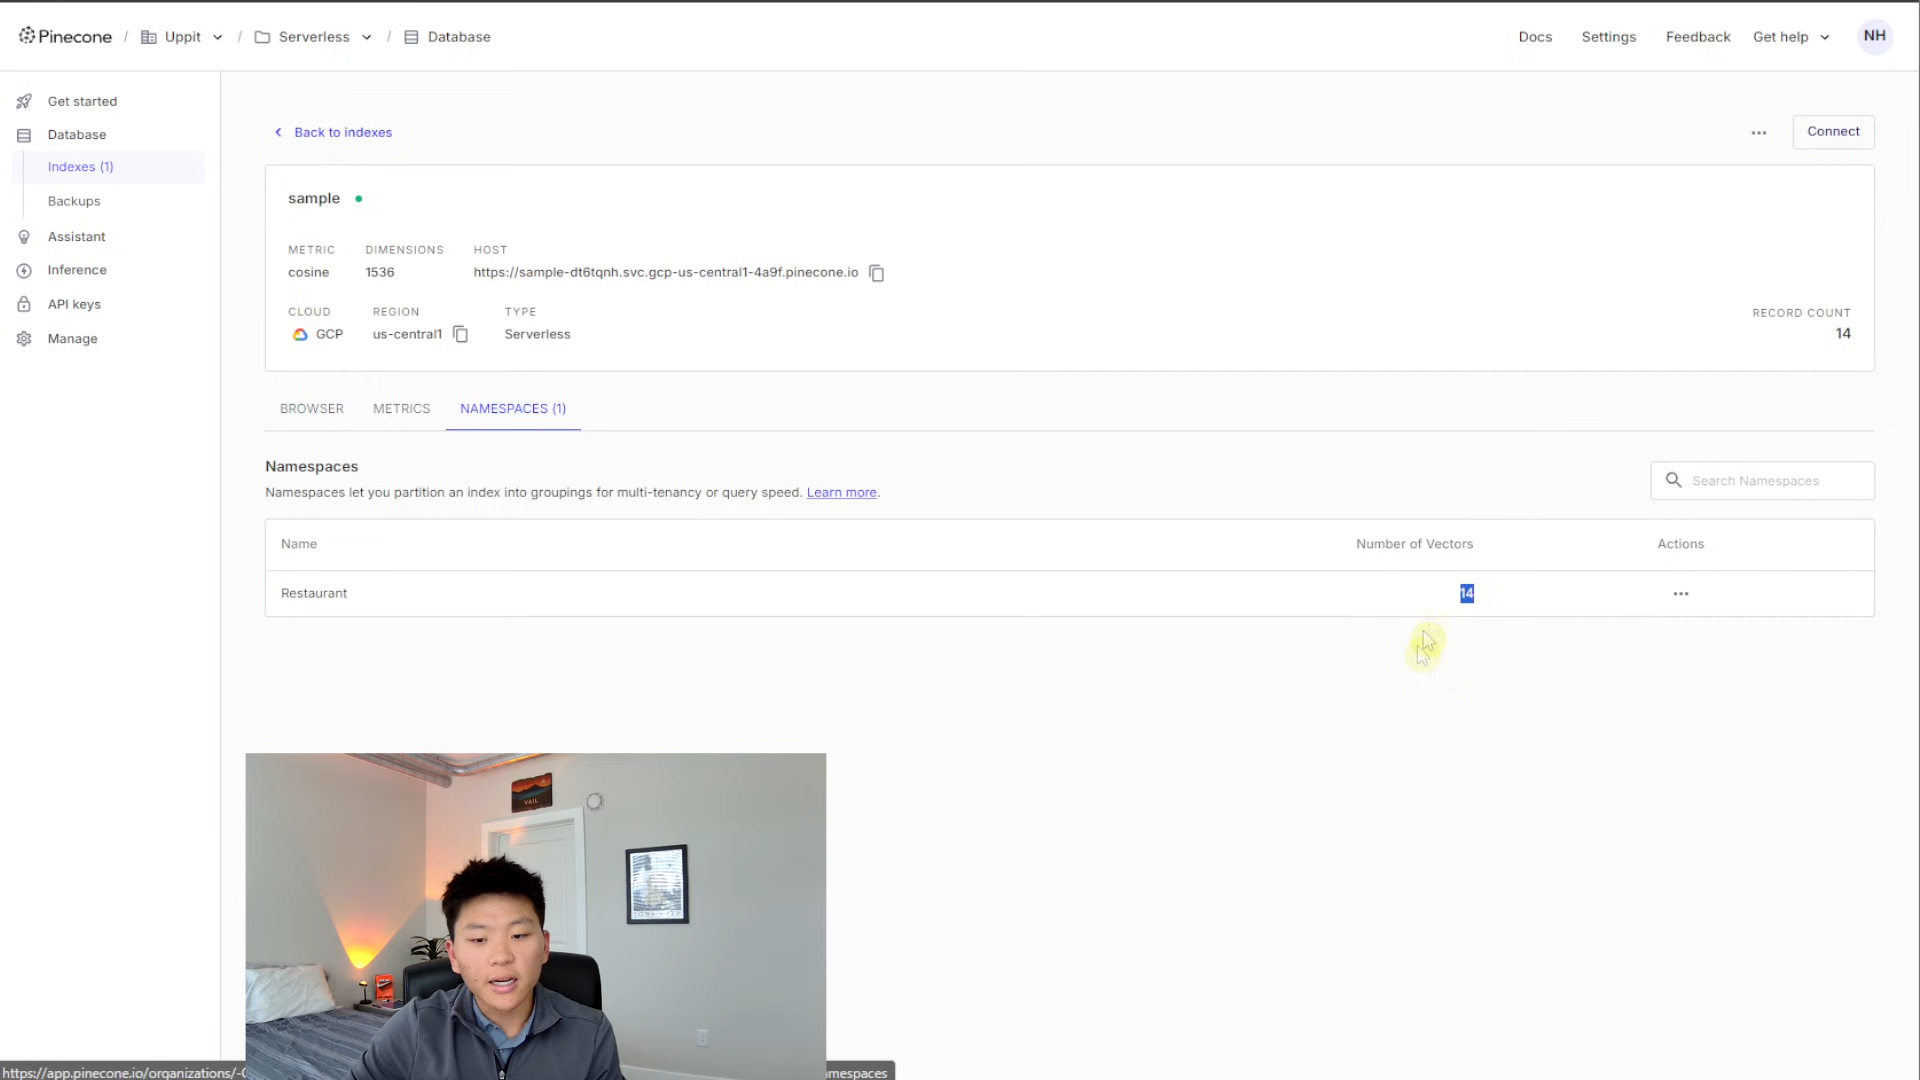 Pinecone / Uppit / Serverless / Database
Docs Settings Feedback Get help NH
Get started
Database
Indexes (1)
Backups
Assistant
Inference
API keys
Manage
Back to indexes
Connect
sample
METRIC DIMENSIONS HOST
cosine 1536 https://sample-dt6tqnh.svc.gcp-us-central1-4a9f.pinecone.io
CLOUD REGION TYPE RECORD COUNT
GCP us-central1 Serverless 14
BROWSER METRICS NAMESPACES (1)
Namespaces
Namespaces let you partition an index into groupings for multi-tenancy or query speed. Learn more.
Search Namespaces
Name Number of Vectors Actions
Restaurant 14
VAIL
https://app.pinecone.io/organizations/- mespaces